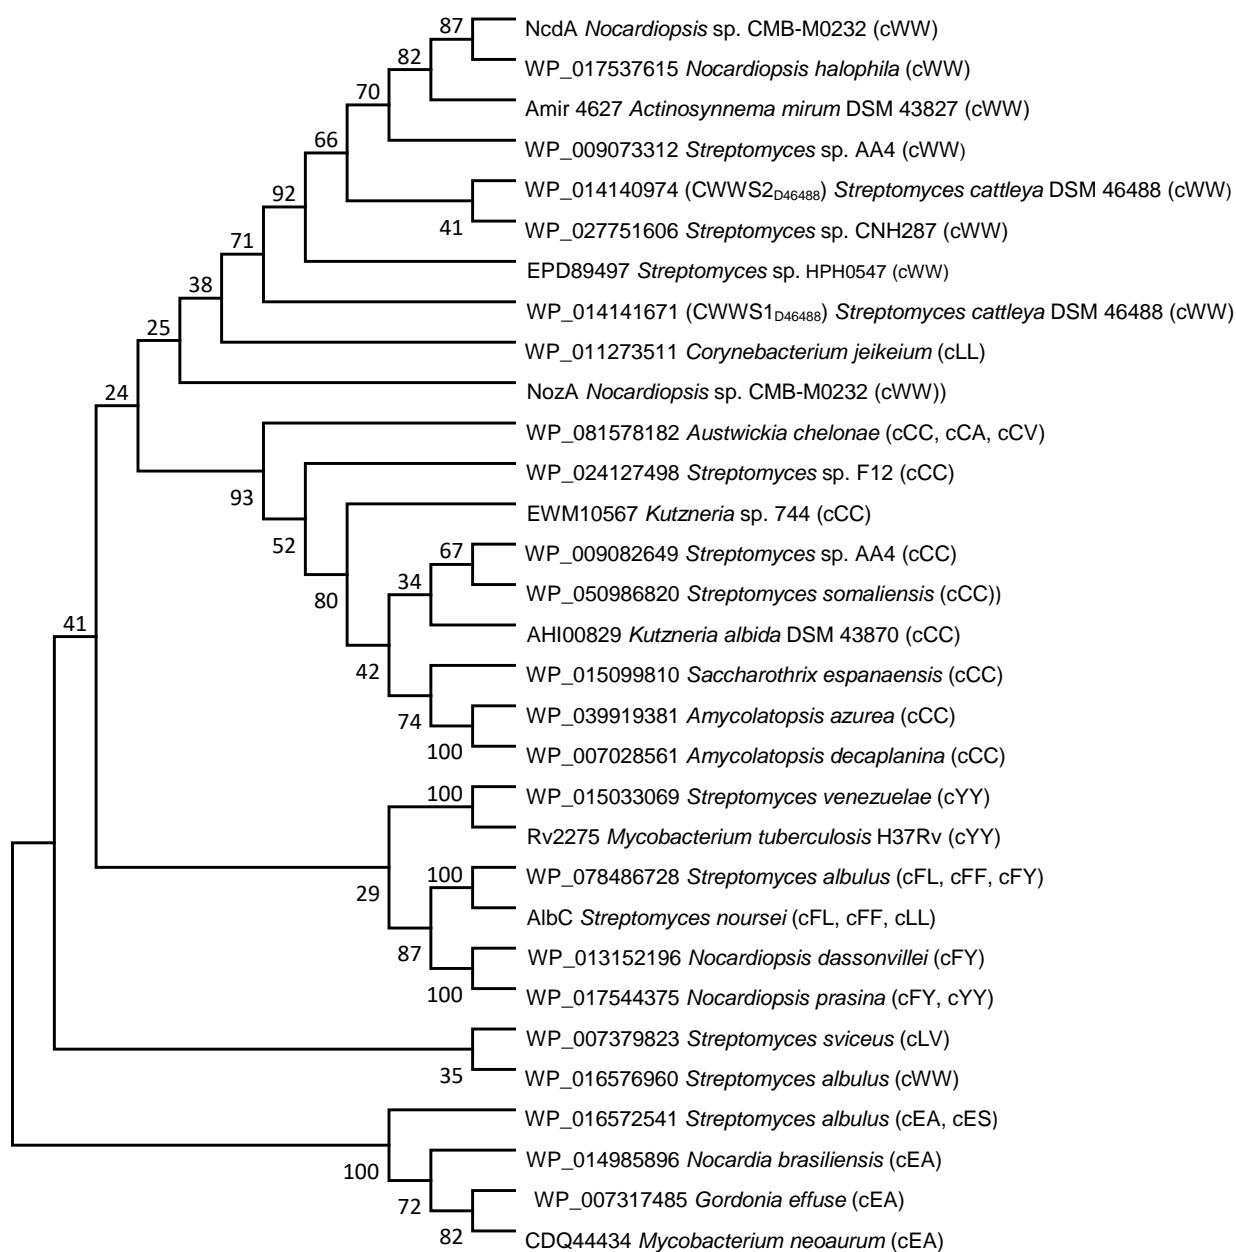 87
NcdA Nocardiopsis sp. CMB-M0232 (cWW)
82
WP_017537615 Nocardiopsis halophila (cWW)
70
Amir 4627 Actinosynnema mirum DSM 43827 (cWW)
66
WP_009073312 Streptomyces sp. AA4 (cWW)
92
WP_014140974 (CWWS2D46488) Streptomyces cattleya DSM 46488 (cWW)
41
WP_027751606 Streptomyces sp. CNH287 (cWW)
71
EPD89497 Streptomyces sp. HPH0547 (cWW)
38
WP_014141671 (CWWS1D46488) Streptomyces cattleya DSM 46488 (cWW)
25
WP_011273511 Corynebacterium jeikeium (cLL)
24
NozA Nocardiopsis sp. CMB-M0232 (cWW))
WP_081578182 Austwickia chelonae (cCC, cCA, cCV)
93
WP_024127498 Streptomyces sp. F12 (cCC)
52
EWM10567 Kutzneria sp. 744 (cCC)
67
WP_009082649 Streptomyces sp. AA4 (cCC)
34
80
WP_050986820 Streptomyces somaliensis (cCC))
41
AHI00829 Kutzneria albida DSM 43870 (cCC)
42
WP_015099810 Saccharothrix espanaensis (cCC)
74
WP_039919381 Amycolatopsis azurea (cCC)
100
WP_007028561 Amycolatopsis decaplanina (cCC)
100
WP_015033069 Streptomyces venezuelae (cYY)
Rv2275 Mycobacterium tuberculosis H37Rv (cYY)
100
WP_078486728 Streptomyces albulus (cFL, cFF, cFY)
29
AlbC Streptomyces noursei (cFL, cFF, cLL)
87
WP_013152196 Nocardiopsis dassonvillei (cFY)
100
WP_017544375 Nocardiopsis prasina (cFY, cYY)
WP_007379823 Streptomyces sviceus (cLV)
35
WP_016576960 Streptomyces albulus (cWW)
WP_016572541 Streptomyces albulus (cEA, cES)
100
WP_014985896 Nocardia brasiliensis (cEA)
72
WP_007317485 Gordonia effuse (cEA)
82
CDQ44434 Mycobacterium neoaurum (cEA)